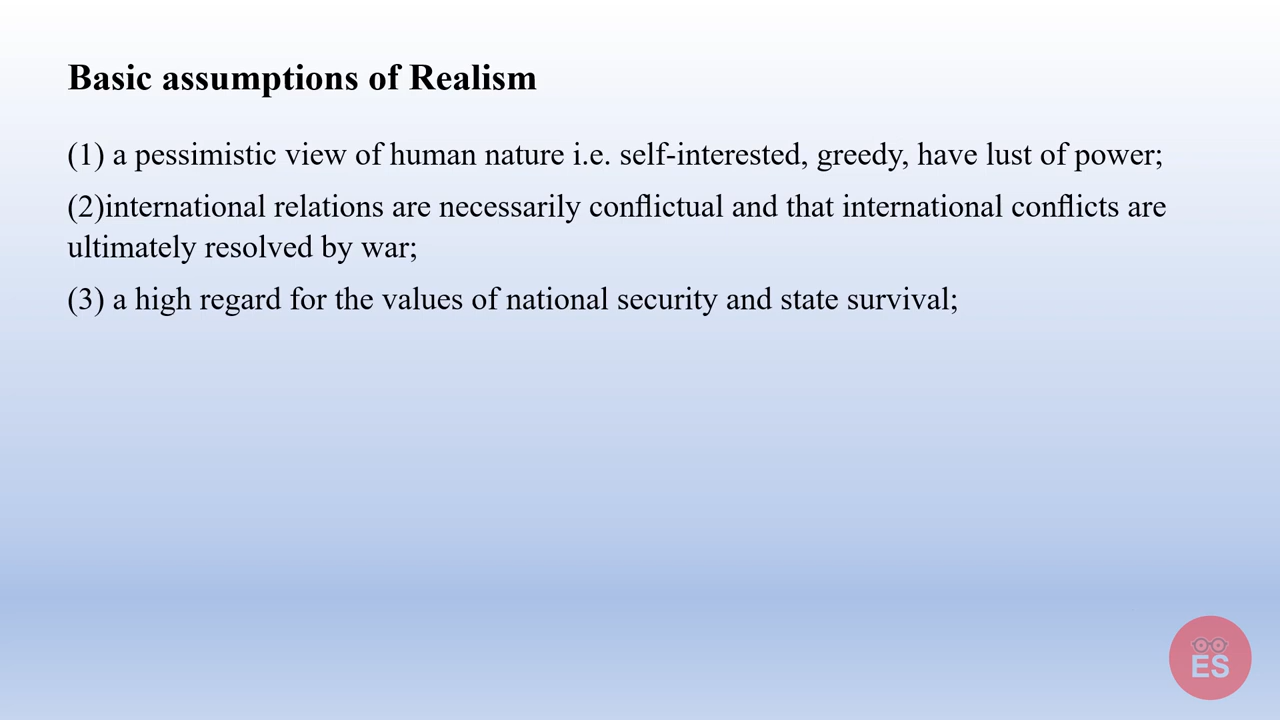 Basic assumptions of Realism
(1) a pessimistic view of human nature i.e. self-interested, greedy, have lust of power;
(2)international relations are necessarily conflictual and that international conflicts are
ultimately resolved by war;
(3) a high regard for the values of national security and state survival;
ES